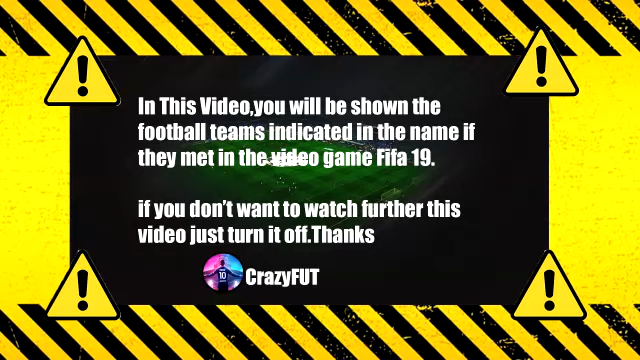 In This Video,you will be shown the
football teams indicated in the name if
they met in the video game Fifa 19.
if you don't want to watch further this
video just turn it off.Thanks
10
CrazyFUT